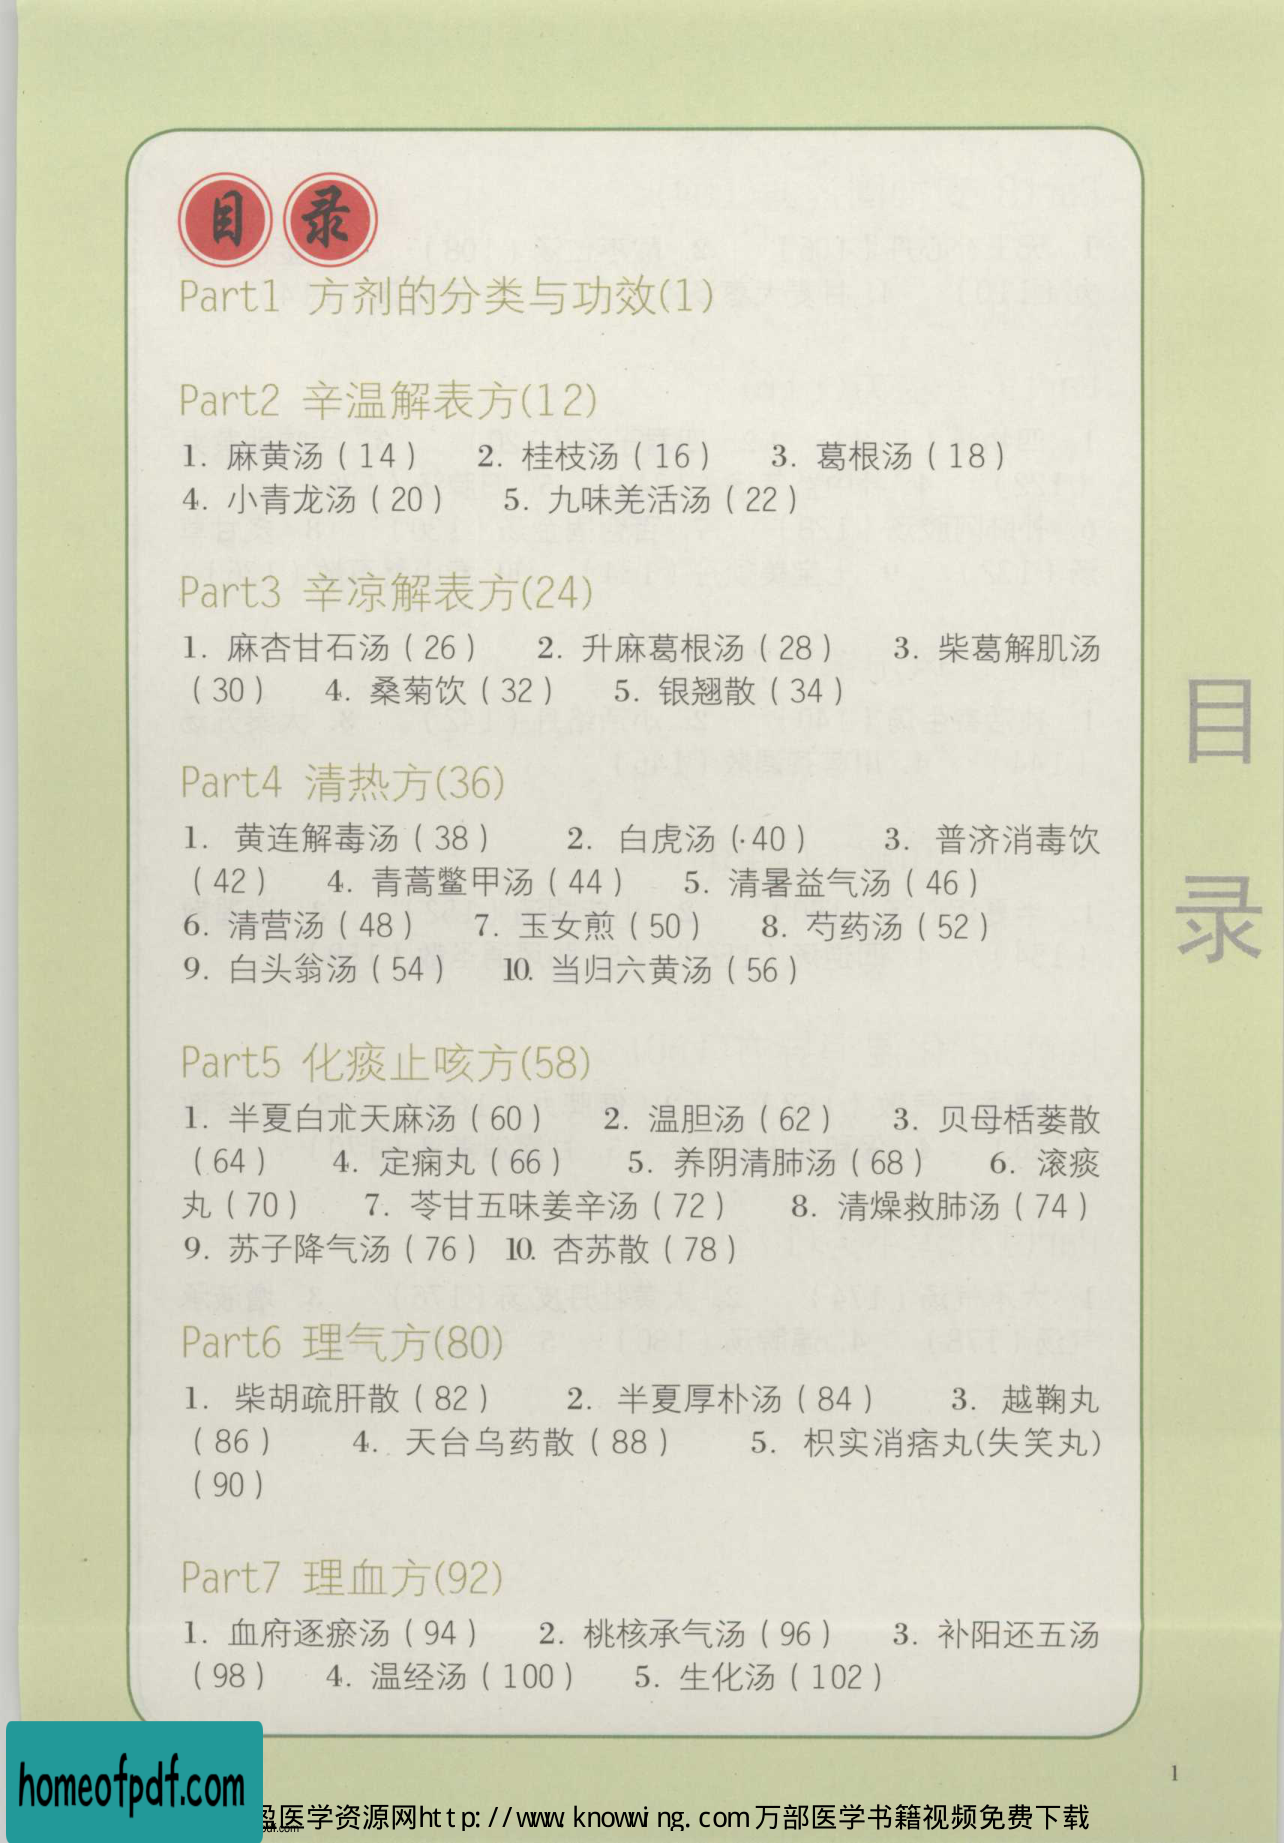 目录
Part1 方剂的分类与功效(1)
Part2 辛温解表方(12)
1. 麻黄汤(14) 2. 桂枝汤(16) 3. 葛根汤(18)
4. 小青龙汤(20) 5. 九味羌活汤(22)
Part3 辛凉解表方(24)
1. 麻杏甘石汤(26) 2. 升麻葛根汤(28) 3. 柴葛解肌汤
(30) 4. 桑菊饮(32) 5. 银翘散(34)
Part4 清热方(36)
1. 黄连解毒汤(38) 2. 白虎汤(40) 3. 普济消毒饮
(42) 4. 青蒿鳖甲汤(44) 5. 清暑益气汤(46)
6. 清营汤(48) 7. 玉女煎(50) 8. 芍药汤(52)
9. 白头翁汤(54) 10. 当归六黄汤(56)
Part5 化痰止咳方(58)
1. 半夏白朮天麻汤(60) 2. 温胆汤(62) 3. 贝母栝蒌散
(64) 4. 定痫丸(66) 5. 养阴清肺汤(68) 6. 滚痰
丸(70) 7. 苓甘五味姜辛汤(72) 8. 清燥救肺汤(74)
9. 苏子降气汤(76) 10. 杏苏散(78)
Part6 理气方(80)
1. 柴胡疏肝散(82) 2. 半夏厚朴汤(84) 3. 越鞠丸
(86) 4. 天台乌药散(88) 5. 枳实消痞丸(失笑丸)
(90)
Part7 理血方(92)
1. 血府逐瘀汤(94) 2. 桃核承气汤(96) 3. 补阳还五汤
(98) 4. 温经汤(100) 5. 生化汤(102)
目录
1
homeofpdf.com
盈医学资源网http://www.knowwing.com万部医学书籍视频免费下载